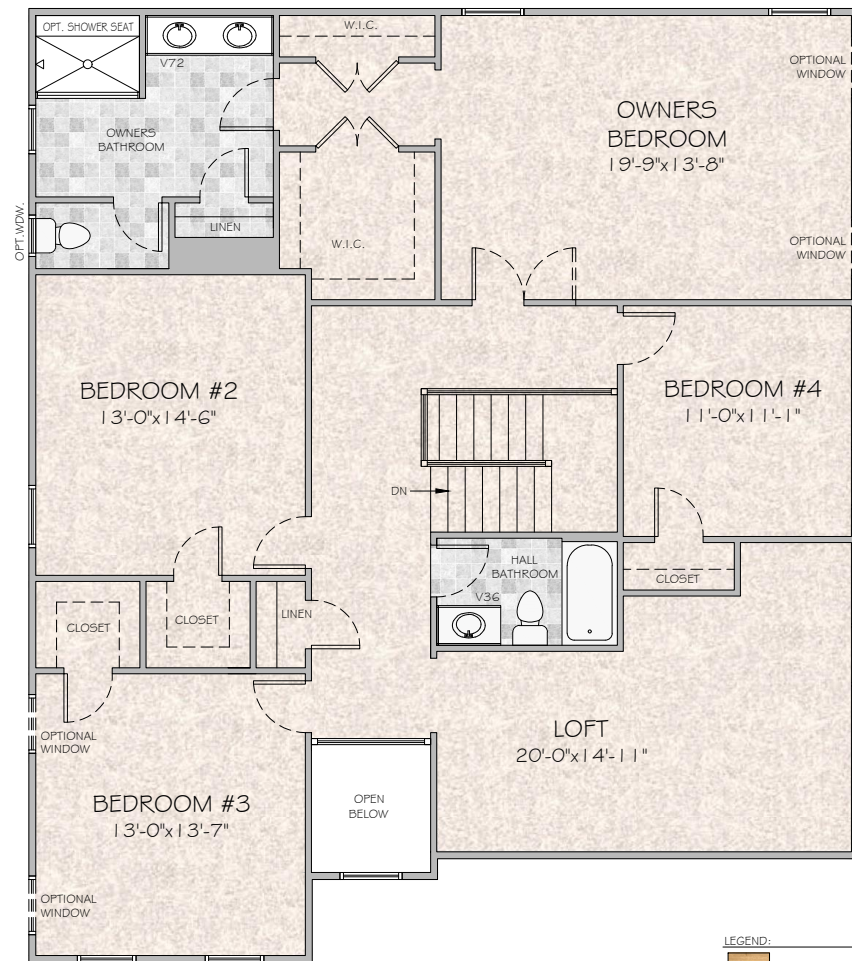 OPT. SHOWER SEAT
W.I.C.
V72
OPTIONAL
WINDOW
OWNERS
BEDROOM
19'-9"x13'-8"
OWNERS
BATHROOM
OPT.WDW.
LINEN
W.I.C.
OPTIONAL
WINDOW
BEDROOM #2
13'-0"x14'-6"
BEDROOM #4
11'-0"x11'-1"
DN
HALL
BATHROOM
V36
CLOSET
CLOSET
CLOSET
LINEN
OPTIONAL
WINDOW
LOFT
20'-0"x14'-11"
BEDROOM #3
13'-0"x13'-7"
OPEN
BELOW
OPTIONAL
WINDOW
LEGEND: